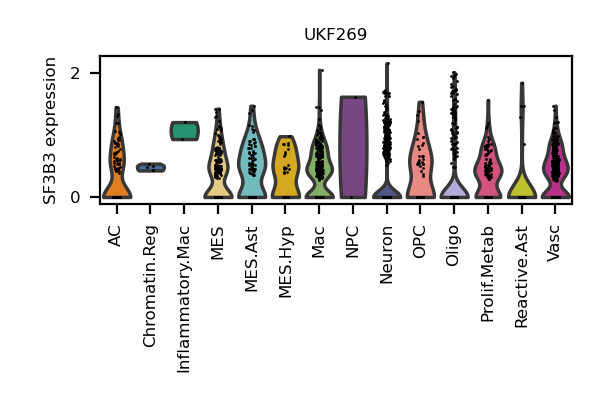 UKF269
SF3B3 expression
2
0
AC
Chromatin.Reg
Inflammatory.Mac
MES
MES.Ast
MES.Hyp
Mac
NPC
Neuron
OPC
Oligo
Prolif.Metab
Reactive.Ast
Vasc